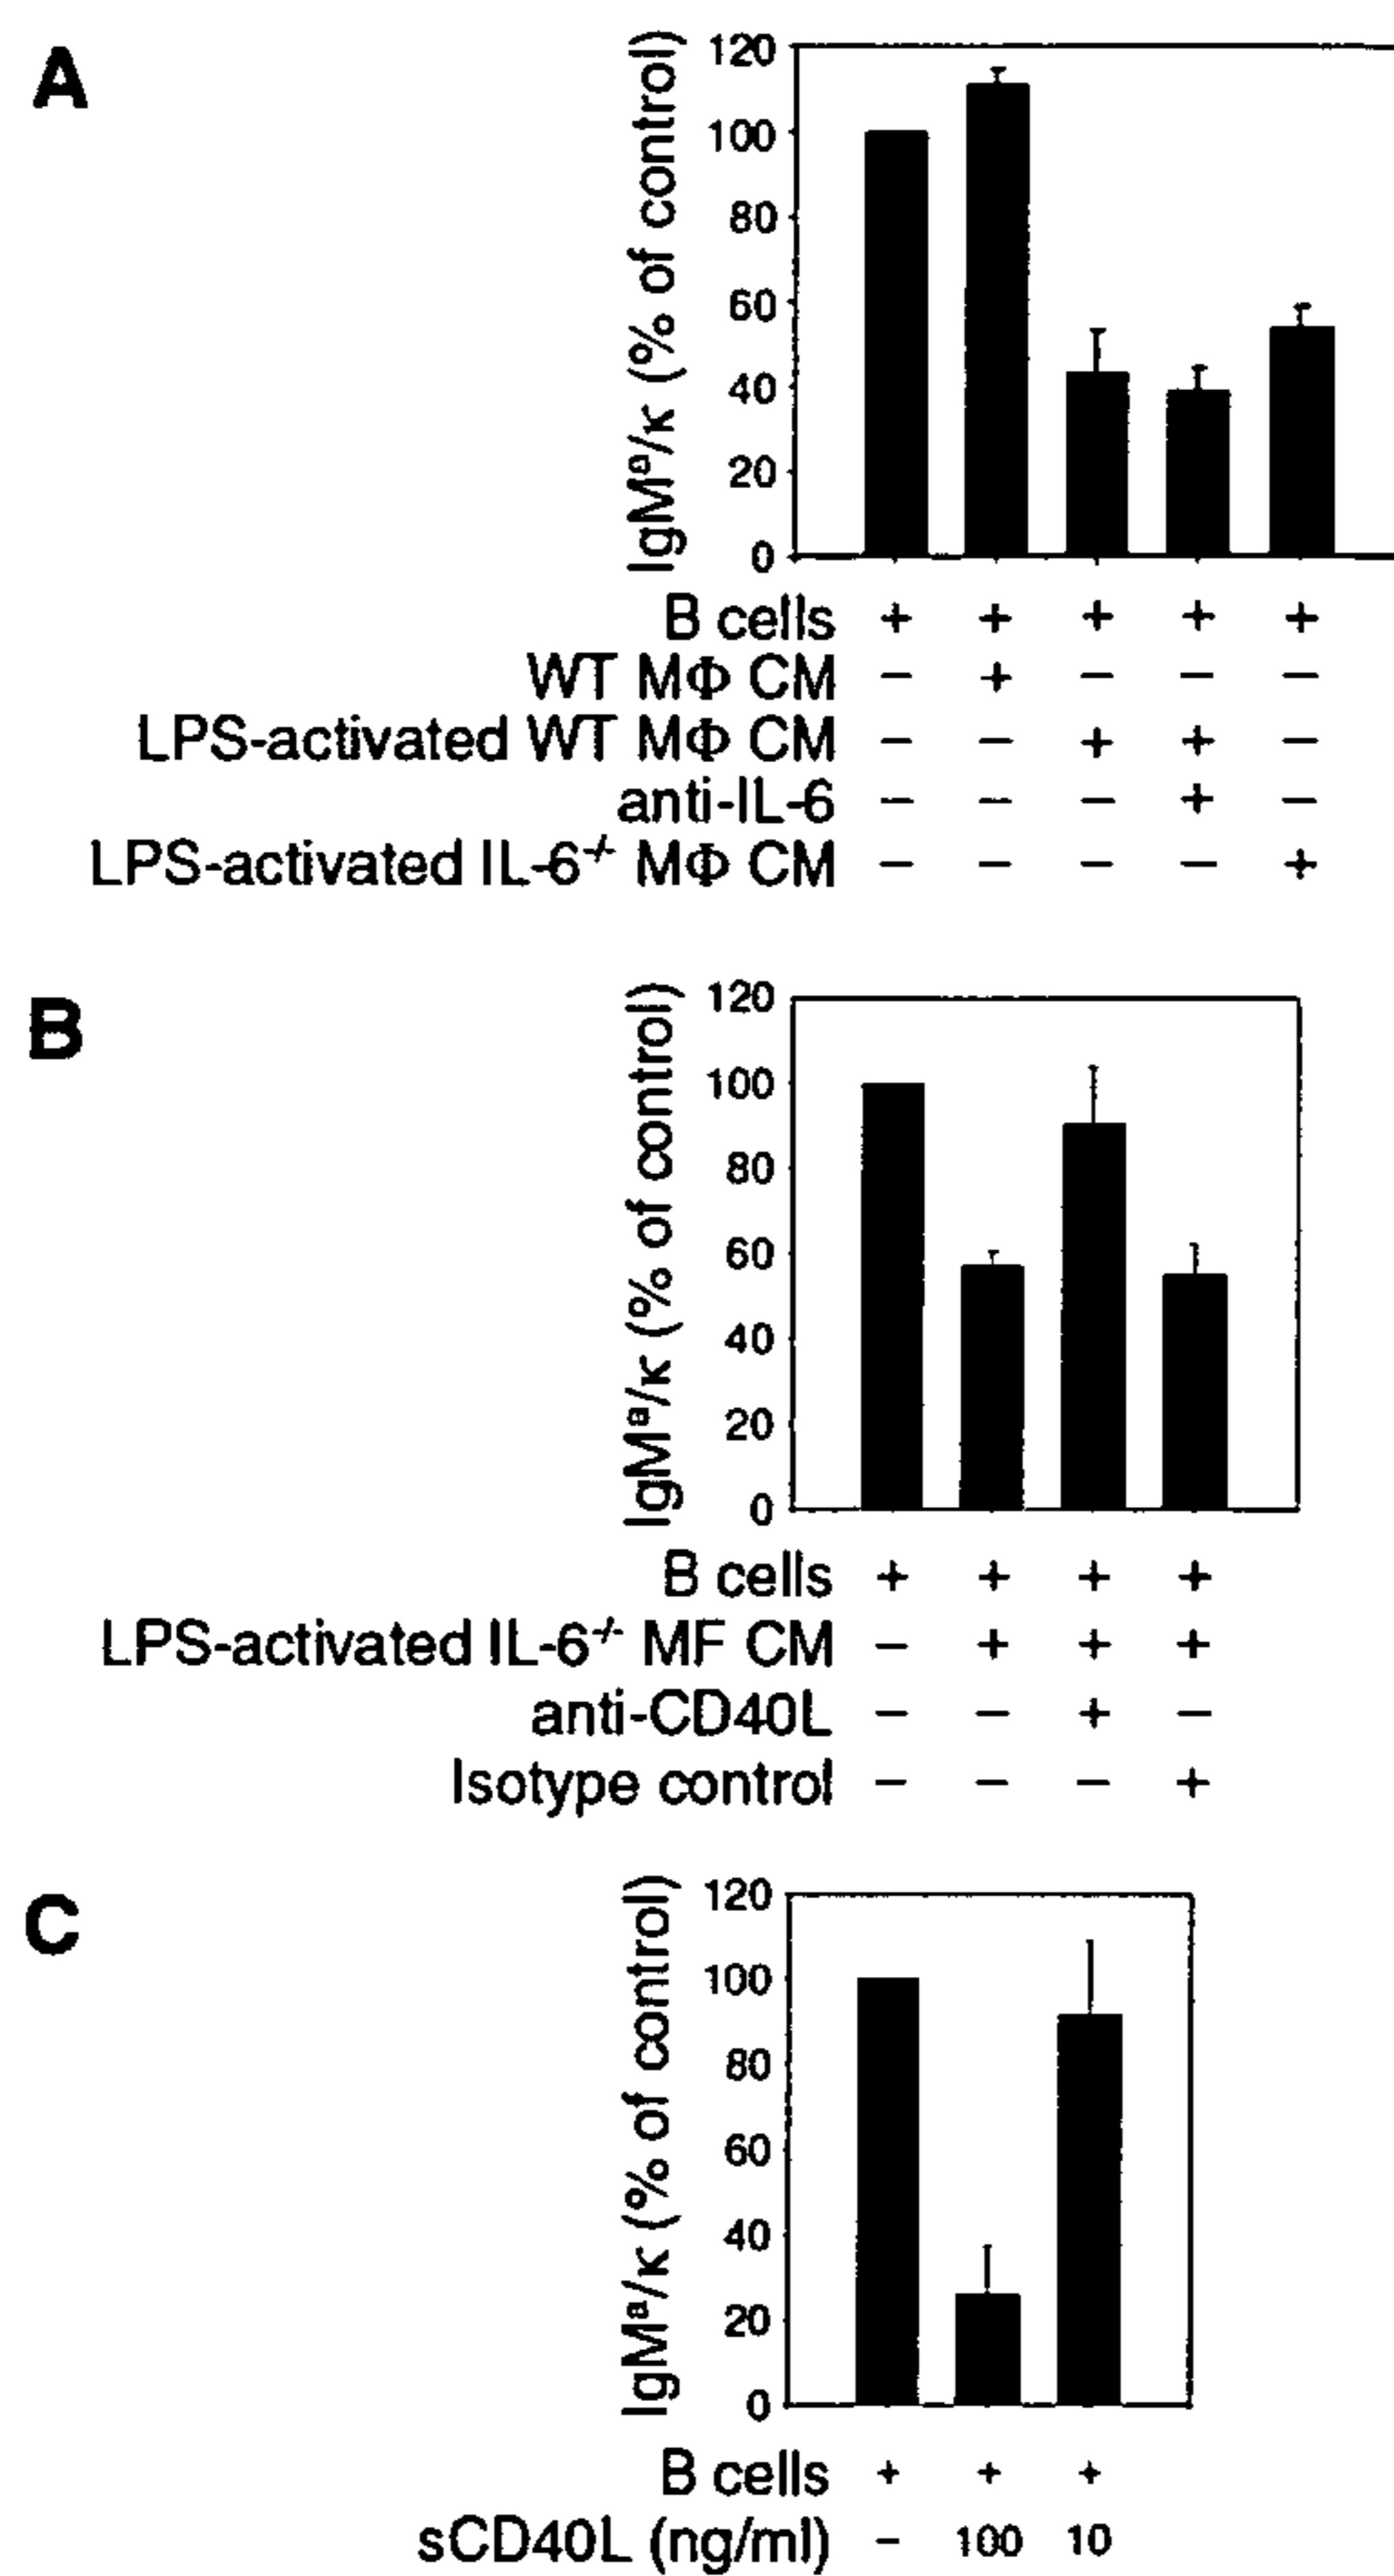 A
IgMᵃ/κ (% of control)
120
100
80
60
40
20
0
B cells + + + + +
WT MΦ CM − + − − −
LPS-activated WT MΦ CM − − + + −
anti-IL-6 − − − + −
LPS-activated IL-6⁻/⁻ MΦ CM − − − − +
B
IgMᵃ/κ (% of control)
120
100
80
60
40
20
0
B cells + + + +
LPS-activated IL-6⁻/⁻ MF CM − + + +
anti-CD40L − − + −
Isotype control − − − +
C
IgMᵃ/κ (% of control)
120
100
80
60
40
20
0
B cells + + +
sCD40L (ng/ml) − 100 10